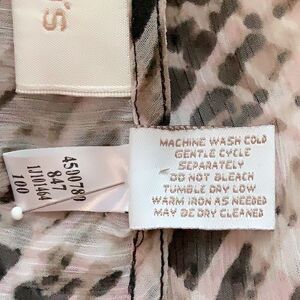 'S
MACHINE WASH COLD
GENTLE CYCLE
SEPARATELY
DO NOT BLEACH
TUMBLE DRY LOW
WARM IRON AS NEEDED
MAY BE DRY CLEANED
4500780
847
100